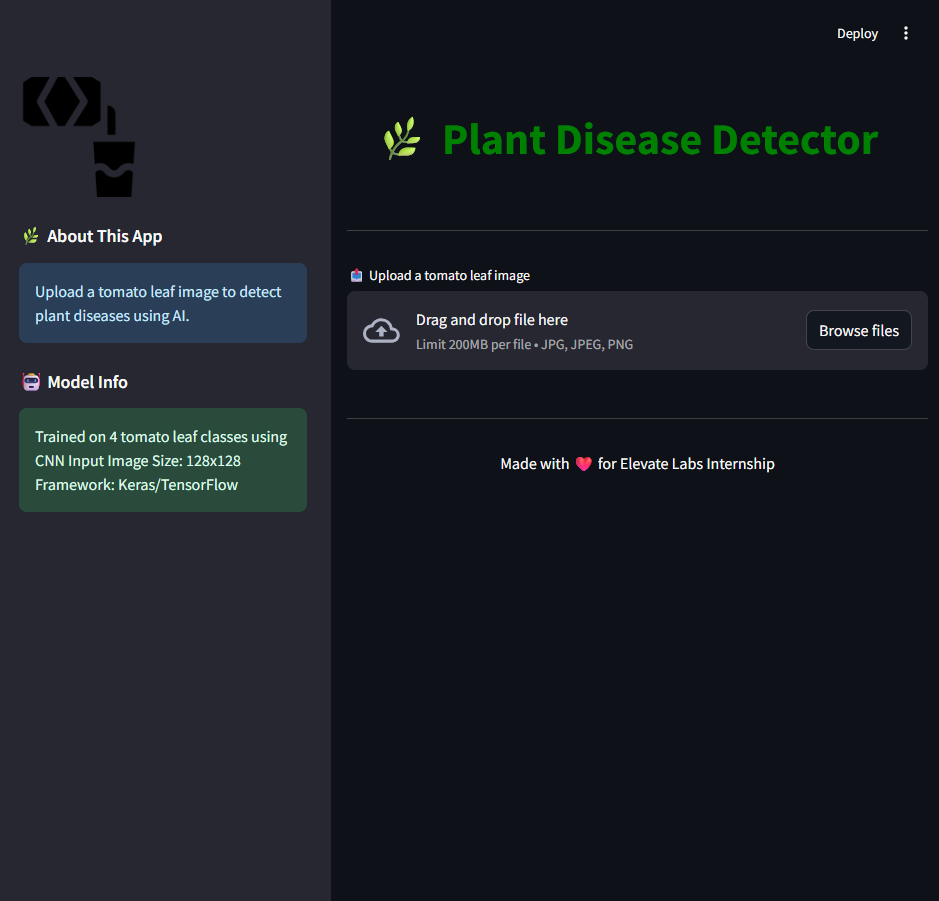 Deploy
🌿 Plant Disease Detector
🌿 About This App
Upload a tomato leaf image to detect
plant diseases using AI.
🤖 Model Info
Trained on 4 tomato leaf classes using
CNN Input Image Size: 128x128
Framework: Keras/TensorFlow
📤 Upload a tomato leaf image
Drag and drop file here
Limit 200MB per file • JPG, JPEG, PNG
Browse files
Made with ❤️ for Elevate Labs Internship